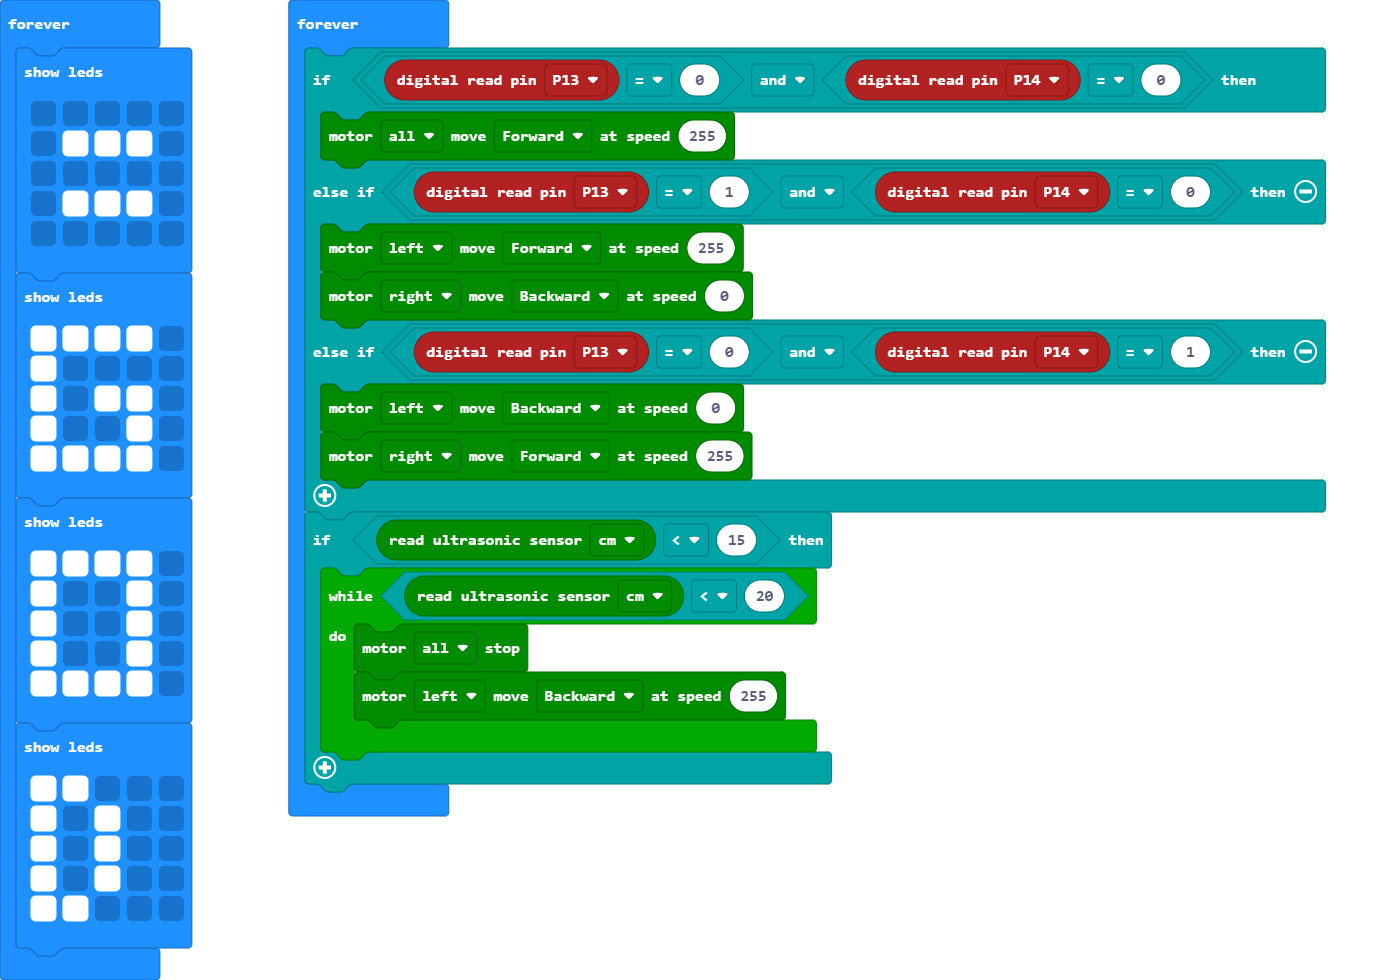 forever
show leds
show leds
show leds
show leds
forever
if digital read pin P13 = 0 and digital read pin P14 = 0 then
motor all move Forward at speed 255
else if digital read pin P13 = 1 and digital read pin P14 = 0 then
motor left move Forward at speed 255
motor right move Backward at speed 0
else if digital read pin P13 = 0 and digital read pin P14 = 1 then
motor left move Backward at speed 0
motor right move Forward at speed 255
if read ultrasonic sensor cm < 15 then
while read ultrasonic sensor cm < 20
do
motor all stop
motor left move Backward at speed 255